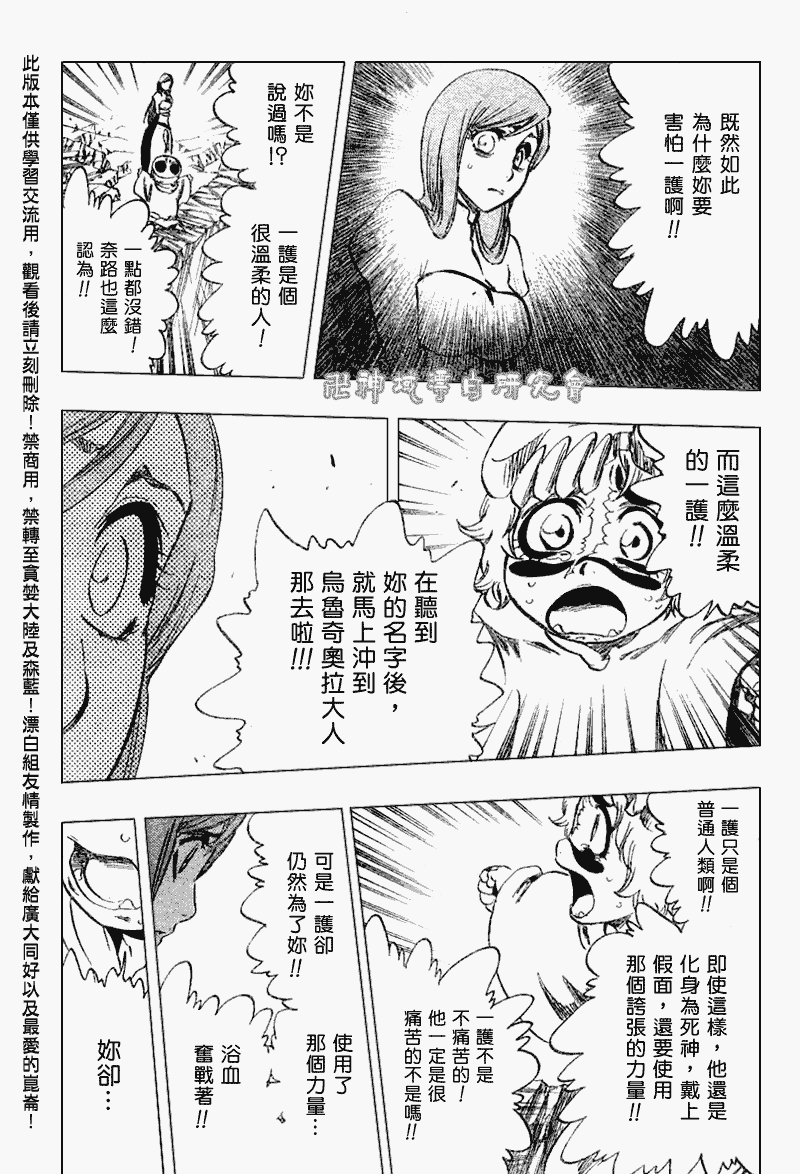 既然如此
為什麼妳要
害怕一護啊!!
妳不是
說過嗎!?
一護是個
很溫柔的人！
一點都沒錯！
奈路也這麼
認為!!
卍神域漂白研究會
而這麼溫柔
的一護!!
在聽到
妳的名字後，
就馬上沖到
烏魯奇奧拉大人
那去啦!!!
一護只是個
普通人類啊!!
即使這樣，他還是
化身為死神，戴上
假面，還要使用
那個誇張的力量!!
一護不是
不痛苦的！
他一定是很
痛苦的不是嗎!!
可是一護卻
仍然為了妳!!
使用了
那個力量…
浴血
奮戰著!!
妳卻…
此版本僅供學習交流用，觀看後請立刻刪除！禁商用，禁轉至貪婪大陸及森藍！漂白組友情製作，獻給廣大同好以及最愛的崑崙！